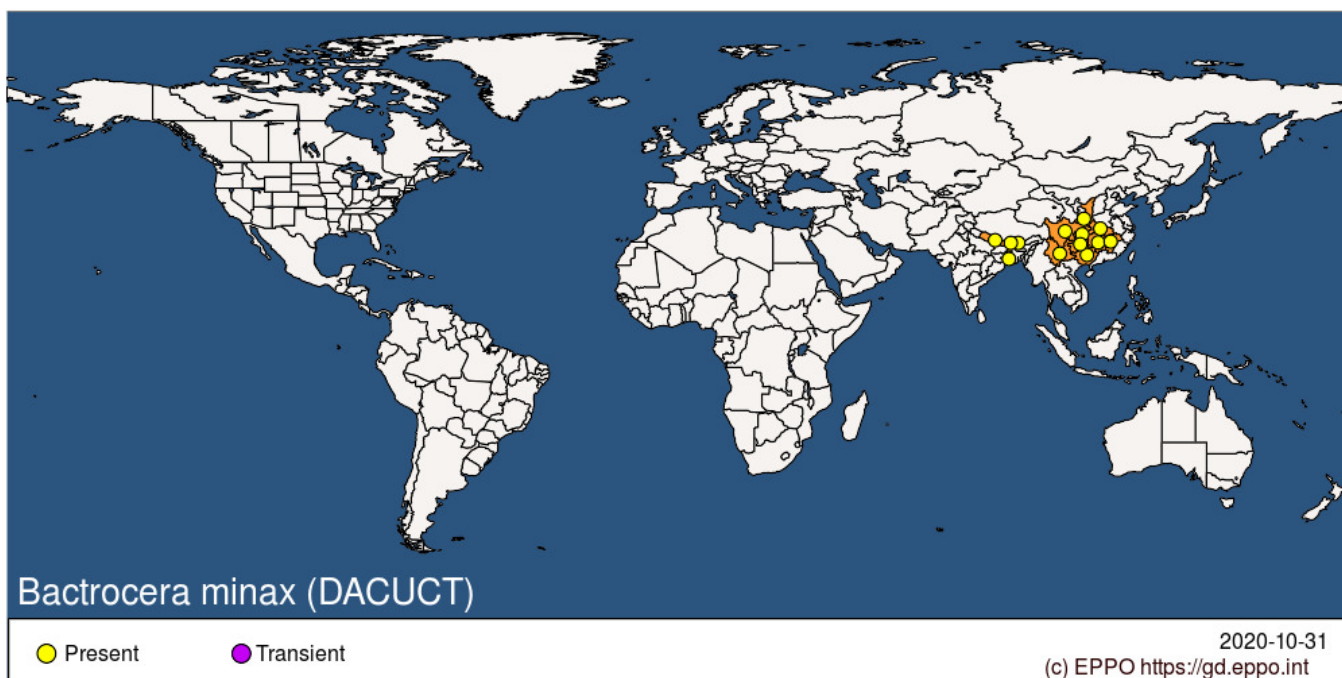 Bactrocera minax (DACUCT)
Present
Transient
2020-10-31
(c) EPPO https://gd.eppo.int